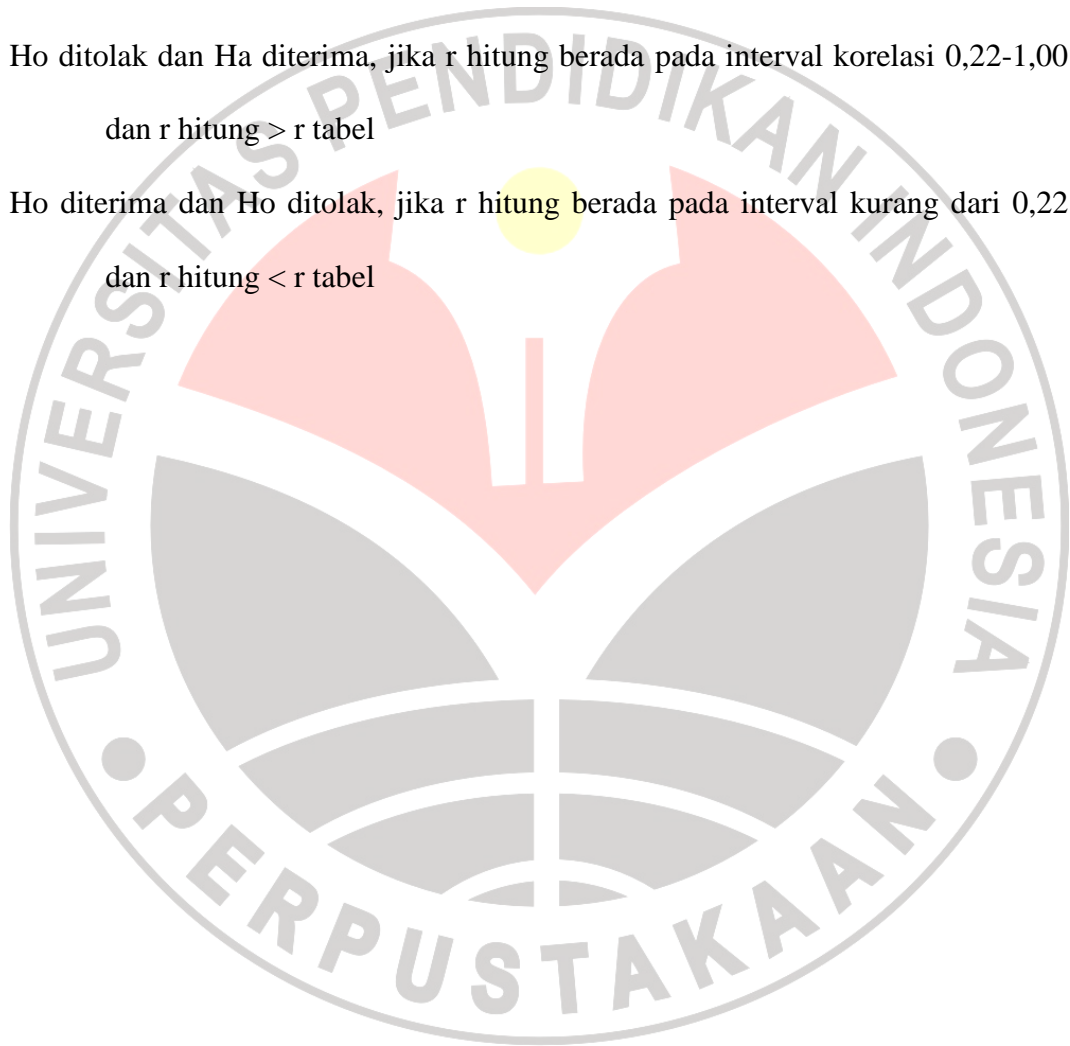 Ho ditolak dan Ha diterima, jika r hitung berada pada interval korelasi 0,22-1,00
dan r hitung > r tabel
Ho diterima dan Ho ditolak, jika r hitung berada pada interval kurang dari 0,22
dan r hitung < r tabel
UNIVERSITAS PENDIDIKAN INDONESIA
PERPUSTAKAAN